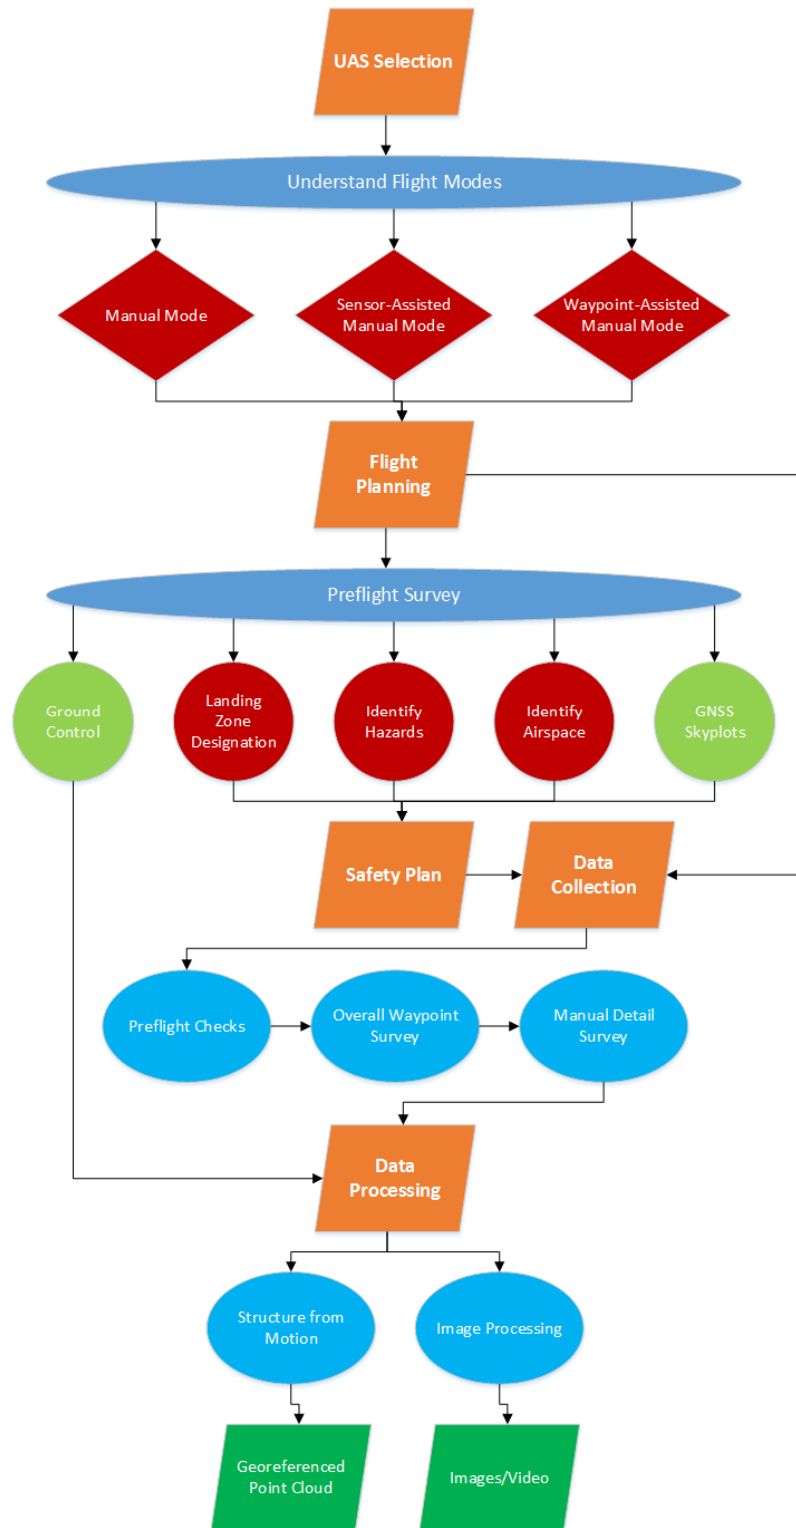 UAS Selection
Understand Flight Modes
Manual Mode
Sensor-Assisted
Manual Mode
Waypoint-Assisted
Manual Mode
Flight
Planning
Preflight Survey
Ground
Control
Landing
Zone
Designation
Identify
Hazards
Identify
Airspace
GNSS
Skyplots
Safety Plan
Data
Collection
Preflight Checks
Overall Waypoint
Survey
Manual Detail
Survey
Data
Processing
Structure from
Motion
Image Processing
Georeferenced
Point Cloud
Images/Video